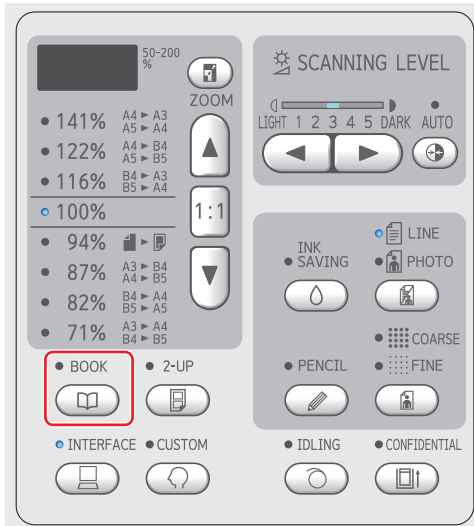 50-200
%
ZOOM
141% A4 ► A3
A5 ► A4
122% A4 ► B4
A5 ► B5
116% B4 ► A3
B5 ► A4
100%
1:1
94%
87% A3 ► B4
A4 ► B5
82% B4 ► A4
B5 ► A5
71% A3 ► A4
B4 ► B5
BOOK
2-UP
INTERFACE
CUSTOM
SCANNING LEVEL
LIGHT 1 2 3 4 5 DARK AUTO
INK
SAVING
LINE
PHOTO
COARSE
PENCIL
FINE
IDLING
CONFIDENTIAL